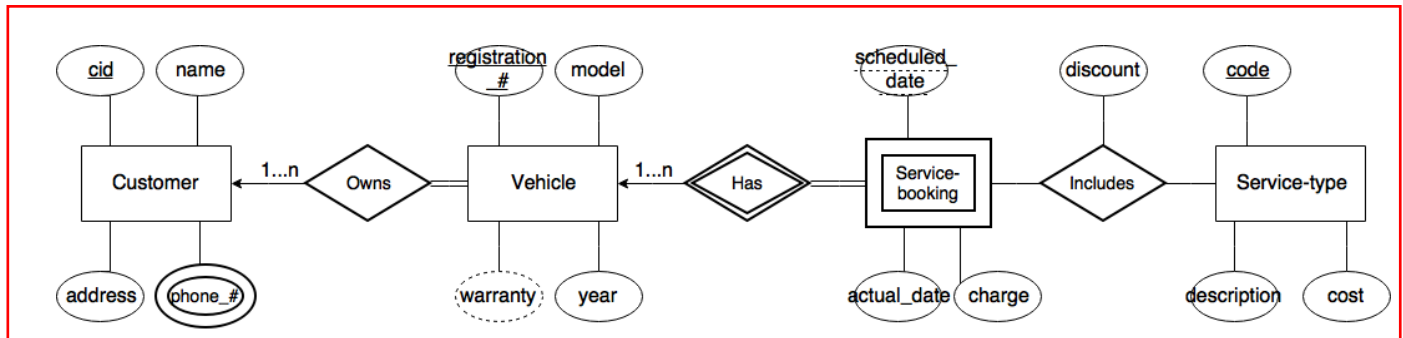 cid
name
registration
_#
model
scheduled_
date
discount
code
Customer
1...n
Owns
Vehicle
1...n
Has
Service-
booking
Includes
Service-type
address
phone_#
warranty
year
actual_date
charge
description
cost